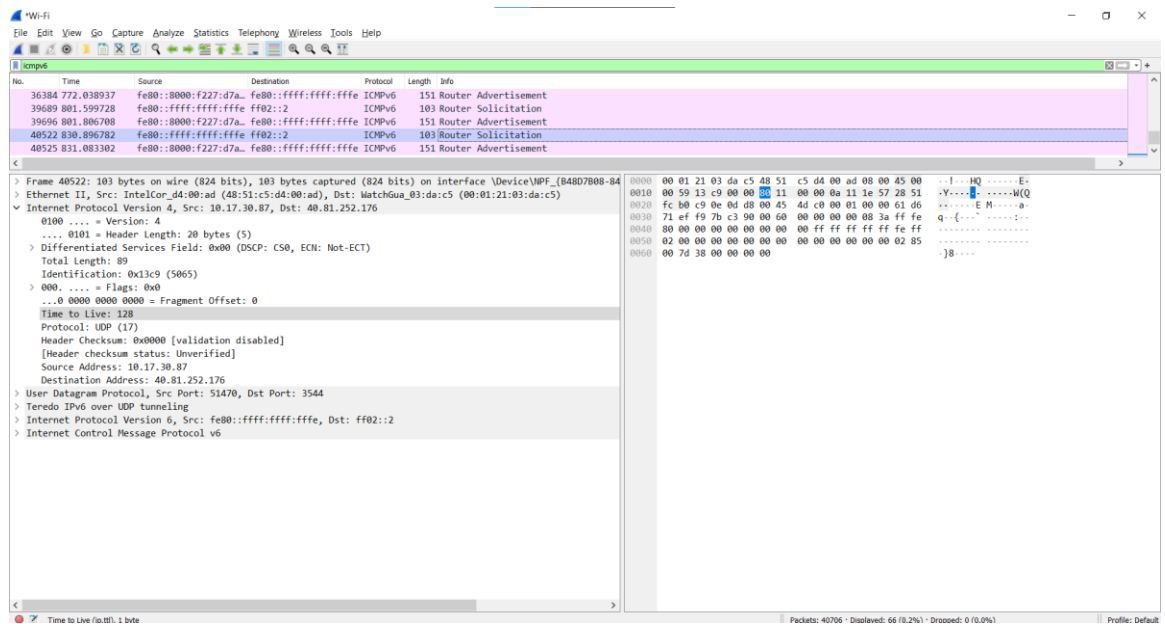 *Wi-Fi
File Edit View Go Capture Analyze Statistics Telephony Wireless Tools Help
icmpv6
No. Time Source Destination Protocol Length Info
36384 772.038937 fe80::8000:f227:d7a… fe80::ffff:ffff:fffe ICMPv6 151 Router Advertisement
39689 801.599728 fe80::ffff:ffff:fffe ff02::2 ICMPv6 103 Router Solicitation
39696 801.806708 fe80::8000:f227:d7a… fe80::ffff:ffff:fffe ICMPv6 151 Router Advertisement
40522 830.896782 fe80::ffff:ffff:fffe ff02::2 ICMPv6 103 Router Solicitation
40525 831.083302 fe80::8000:f227:d7a… fe80::ffff:ffff:fffe ICMPv6 151 Router Advertisement
Frame 40522: 103 bytes on wire (824 bits), 103 bytes captured (824 bits) on interface \Device\NPF_{B48D7B08-84
Ethernet II, Src: IntelCor_d4:00:ad (48:51:c5:d4:00:ad), Dst: WatchGua_03:da:c5 (00:01:21:03:da:c5)
Internet Protocol Version 4, Src: 10.17.30.87, Dst: 40.81.252.176
0100 .... = Version: 4
.... 0101 = Header Length: 20 bytes (5)
Differentiated Services Field: 0x00 (DSCP: CS0, ECN: Not-ECT)
Total Length: 89
Identification: 0x13c9 (5065)
000. .... = Flags: 0x0
...0 0000 0000 0000 = Fragment Offset: 0
Time to Live: 128
Protocol: UDP (17)
Header Checksum: 0x0000 [validation disabled]
[Header checksum status: Unverified]
Source Address: 10.17.30.87
Destination Address: 40.81.252.176
User Datagram Protocol, Src Port: 51470, Dst Port: 3544
Teredo IPv6 over UDP tunneling
Internet Protocol Version 6, Src: fe80::ffff:ffff:fffe, Dst: ff02::2
Internet Control Message Protocol v6
0000 00 01 21 03 da c5 48 51 c5 d4 00 ad 08 00 45 00 ··!···HQ ······E·
0010 00 59 13 c9 00 00 80 11 00 00 0a 11 1e 57 28 51 ·Y······ ·····W(Q
0020 fc b0 c9 0e 0d d8 00 45 4d c0 00 01 00 00 61 d6 ·······E M·····a·
0030 71 ef f9 7b c3 90 00 60 00 00 00 00 08 3a ff fe q··{···` ·····:··
0040 80 00 00 00 00 00 00 00 00 ff ff ff ff ff fe ff ········ ········
0050 02 00 00 00 00 00 00 00 00 00 00 00 00 00 02 85 ········ ········
0060 00 7d 38 00 00 00 00 ·}8····
Time to Live (ip.ttl), 1 byte Packets: 40706 · Displayed: 66 (0.2%) · Dropped: 0 (0.0%) Profile: Default